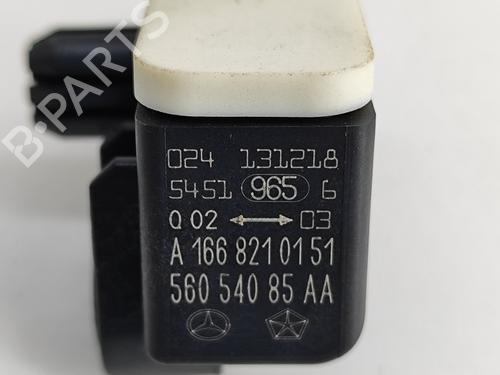 B-PARTS
024 131218
5451 965 6
Q 02 ↔ 03
A 166 821 01 51
560 540 85 AA